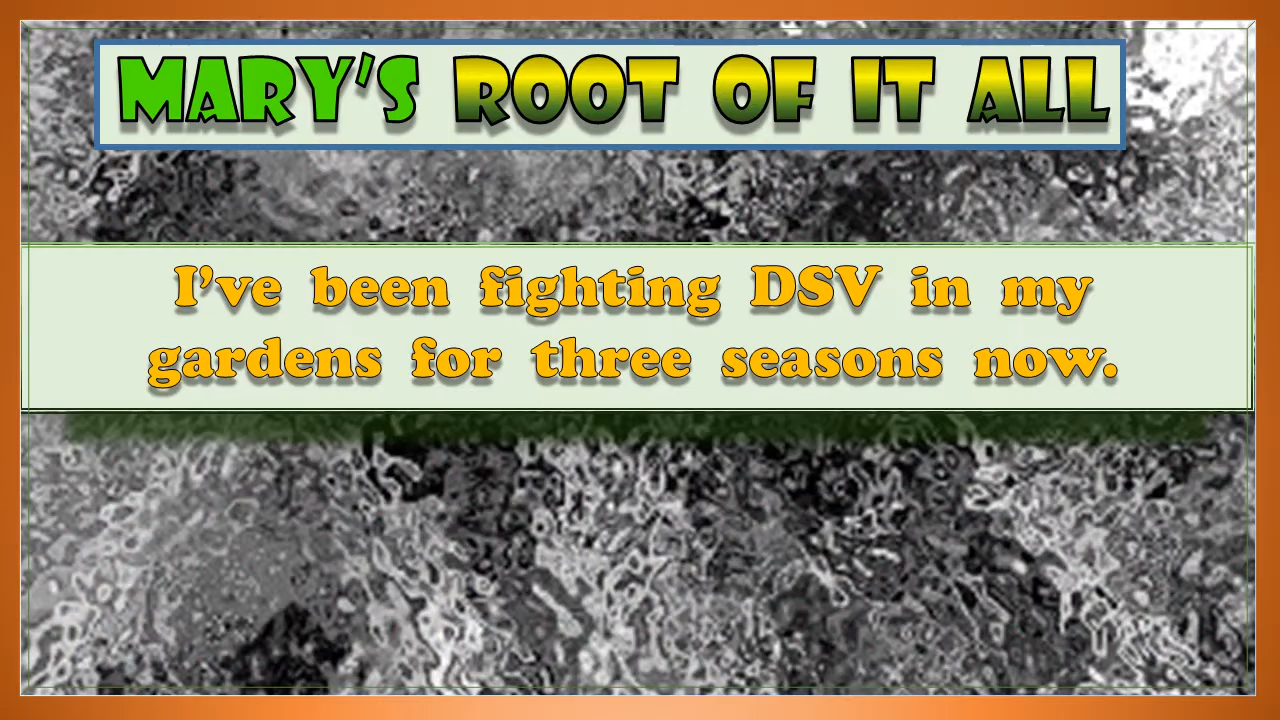 MARY'S ROOT OF IT ALL
I've been fighting DSV in my
gardens for three seasons now.